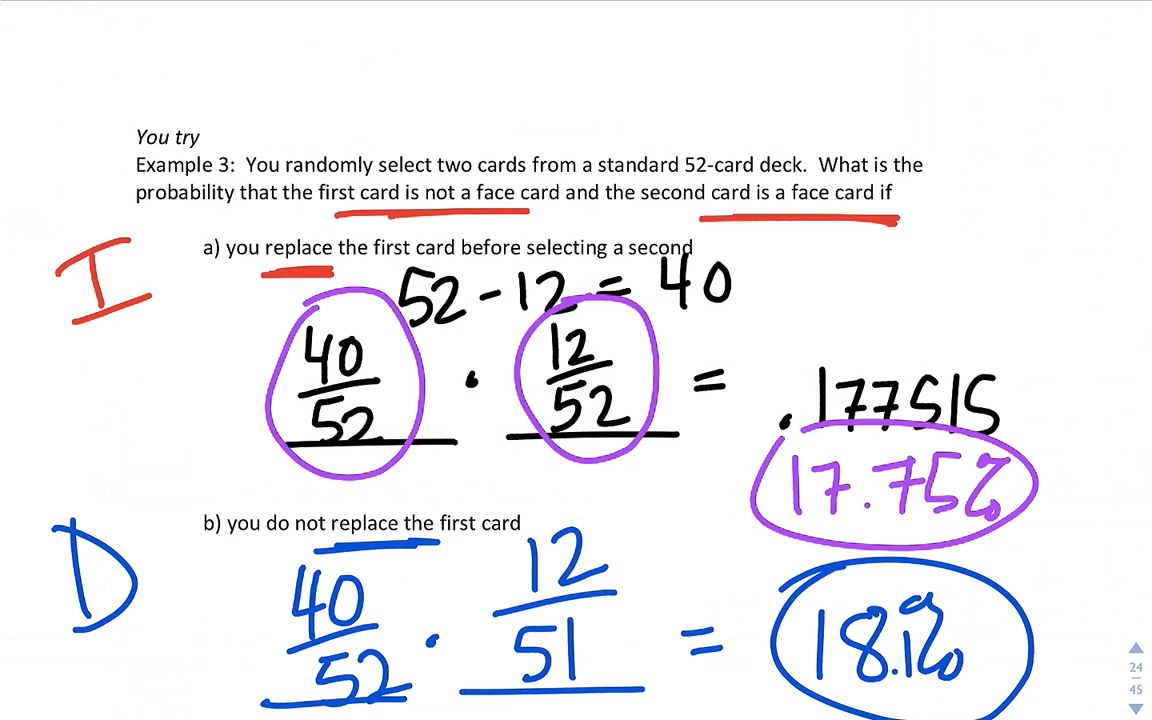 You try
Example 3: You randomly select two cards from a standard 52-card deck. What is the
probability that the first card is not a face card and the second card is a face card if
I
a) you replace the first card before selecting a second
52 - 12 = 40
40/52 · 12/52 = .177515
17.75%
D
b) you do not replace the first card
40/52 · 12/51 = 18.1%
24
45